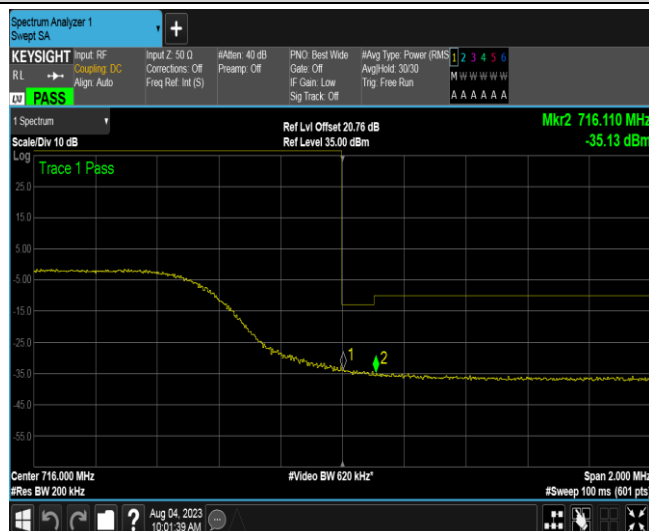 Spectrum Analyzer 1
Swept SA
+
KEYSIGHT Input: RF Input Z: 50 Ω #Atten: 40 dB PNO: Best Wide #Avg Type: Power (RMS 1 2 3 4 5 6
RL Coupling: DC Corrections: Off Preamp: Off Gate: Off Avg|Hold: 30/30 M W W W W W
Align: Auto Freq Ref: Int (S) IF Gain: Low Trig: Free Run
LXI PASS Sig Track: Off A A A A A A
1 Spectrum Ref Lvl Offset 20.76 dB Mkr2 716.110 MHz
Scale/Div 10 dB Ref Level 35.00 dBm -35.13 dBm
Log
Trace 1 Pass
25.0
15.0
5.00
-5.00
-15.0
-25.0
1
2
-35.0
-45.0
-55.0
Center 716.000 MHz #Video BW 620 kHz* Span 2.000 MHz
#Res BW 200 kHz #Sweep 100 ms (601 pts)
? Aug 04, 2023
10:01:39 AM